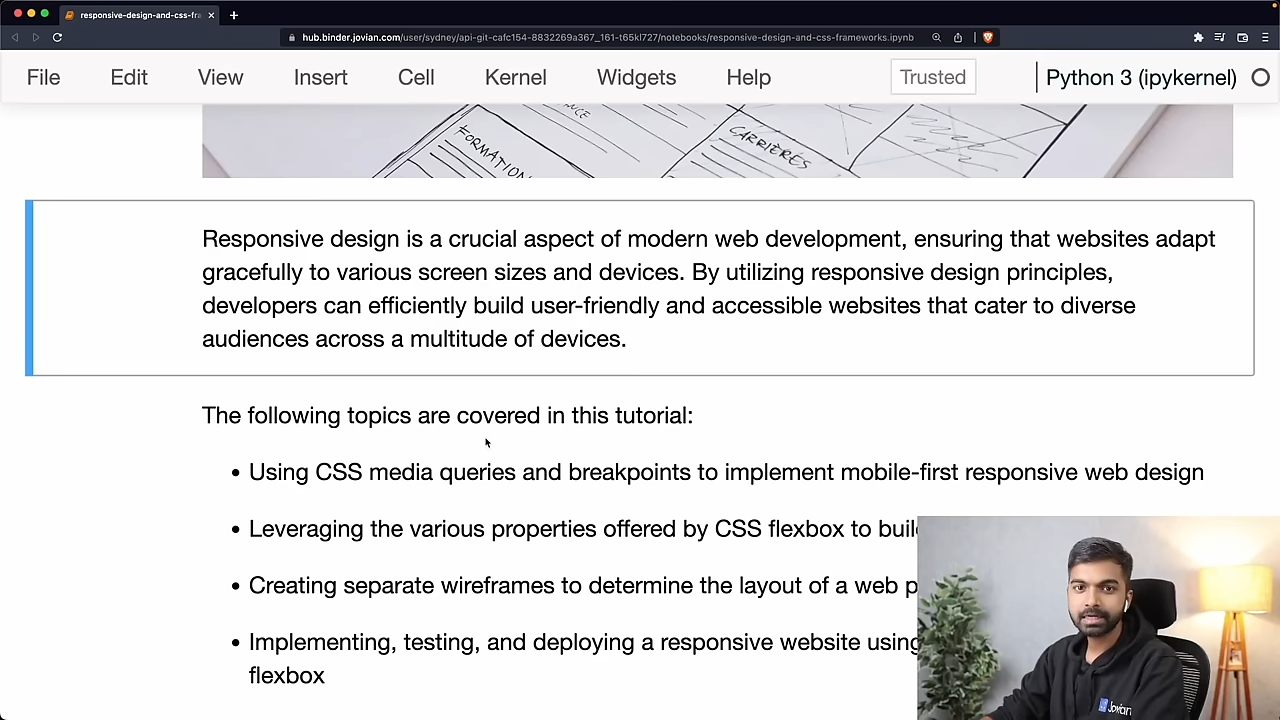 responsive-design-and-css-fra
hub.binder.jovian.com/user/sydney/api-git-cafc154-8832269a367_161-t65kl727/notebooks/responsive-design-and-css-frameworks.ipynb
File Edit View Insert Cell Kernel Widgets Help Trusted Python 3 (ipykernel)
FORMATION
CARRIÈRES
Responsive design is a crucial aspect of modern web development, ensuring that websites adapt
gracefully to various screen sizes and devices. By utilizing responsive design principles,
developers can efficiently build user-friendly and accessible websites that cater to diverse
audiences across a multitude of devices.
The following topics are covered in this tutorial:
• Using CSS media queries and breakpoints to implement mobile-first responsive web design
• Leveraging the various properties offered by CSS flexbox to buil
• Creating separate wireframes to determine the layout of a web p
• Implementing, testing, and deploying a responsive website using
flexbox
Jovian